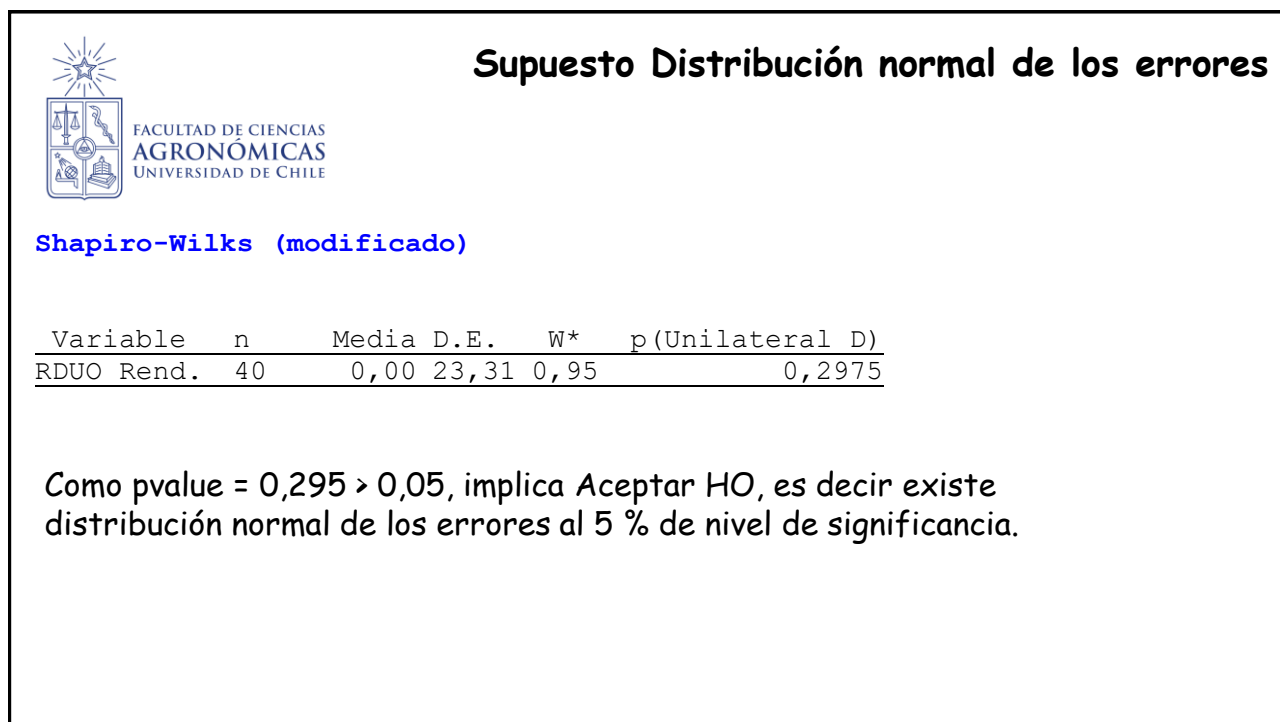 Supuesto Distribución normal de los errores
FACULTAD DE CIENCIAS
AGRONÓMICAS
UNIVERSIDAD DE CHILE
Shapiro-Wilks (modificado)
Variable n Media D.E. W* p(Unilateral D)
RDUO Rend. 40 0,00 23,31 0,95 0,2975
Como pvalue = 0,295 > 0,05, implica Aceptar HO, es decir existe
distribución normal de los errores al 5 % de nivel de significancia.